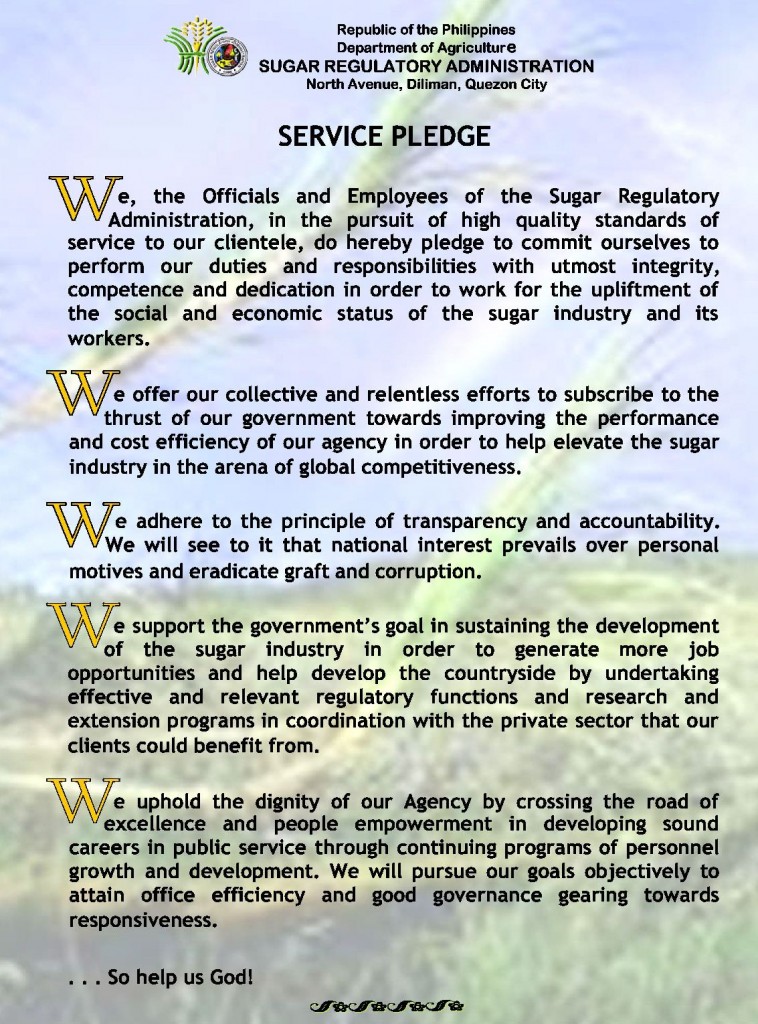 Republic of the Philippines
Department of Agriculture
SUGAR REGULATORY ADMINISTRATION
North Avenue, Diliman, Quezon City
SERVICE PLEDGE
We, the Officials and Employees of the Sugar Regulatory
Administration, in the pursuit of high quality standards of
service to our clientele, do hereby pledge to commit ourselves to
perform our duties and responsibilities with utmost integrity,
competence and dedication in order to work for the upliftment of
the social and economic status of the sugar industry and its
workers.
We offer our collective and relentless efforts to subscribe to the
thrust of our government towards improving the performance
and cost efficiency of our agency in order to help elevate the sugar
industry in the arena of global competitiveness.
We adhere to the principle of transparency and accountability.
We will see to it that national interest prevails over personal
motives and eradicate graft and corruption.
We support the government’s goal in sustaining the development
of the sugar industry in order to generate more job
opportunities and help develop the countryside by undertaking
effective and relevant regulatory functions and research and
extension programs in coordination with the private sector that our
clients could benefit from.
We uphold the dignity of our Agency by crossing the road of
excellence and people empowerment in developing sound
careers in public service through continuing programs of personnel
growth and development. We will pursue our goals objectively to
attain office efficiency and good governance gearing towards
responsiveness.
. . . So help us God!